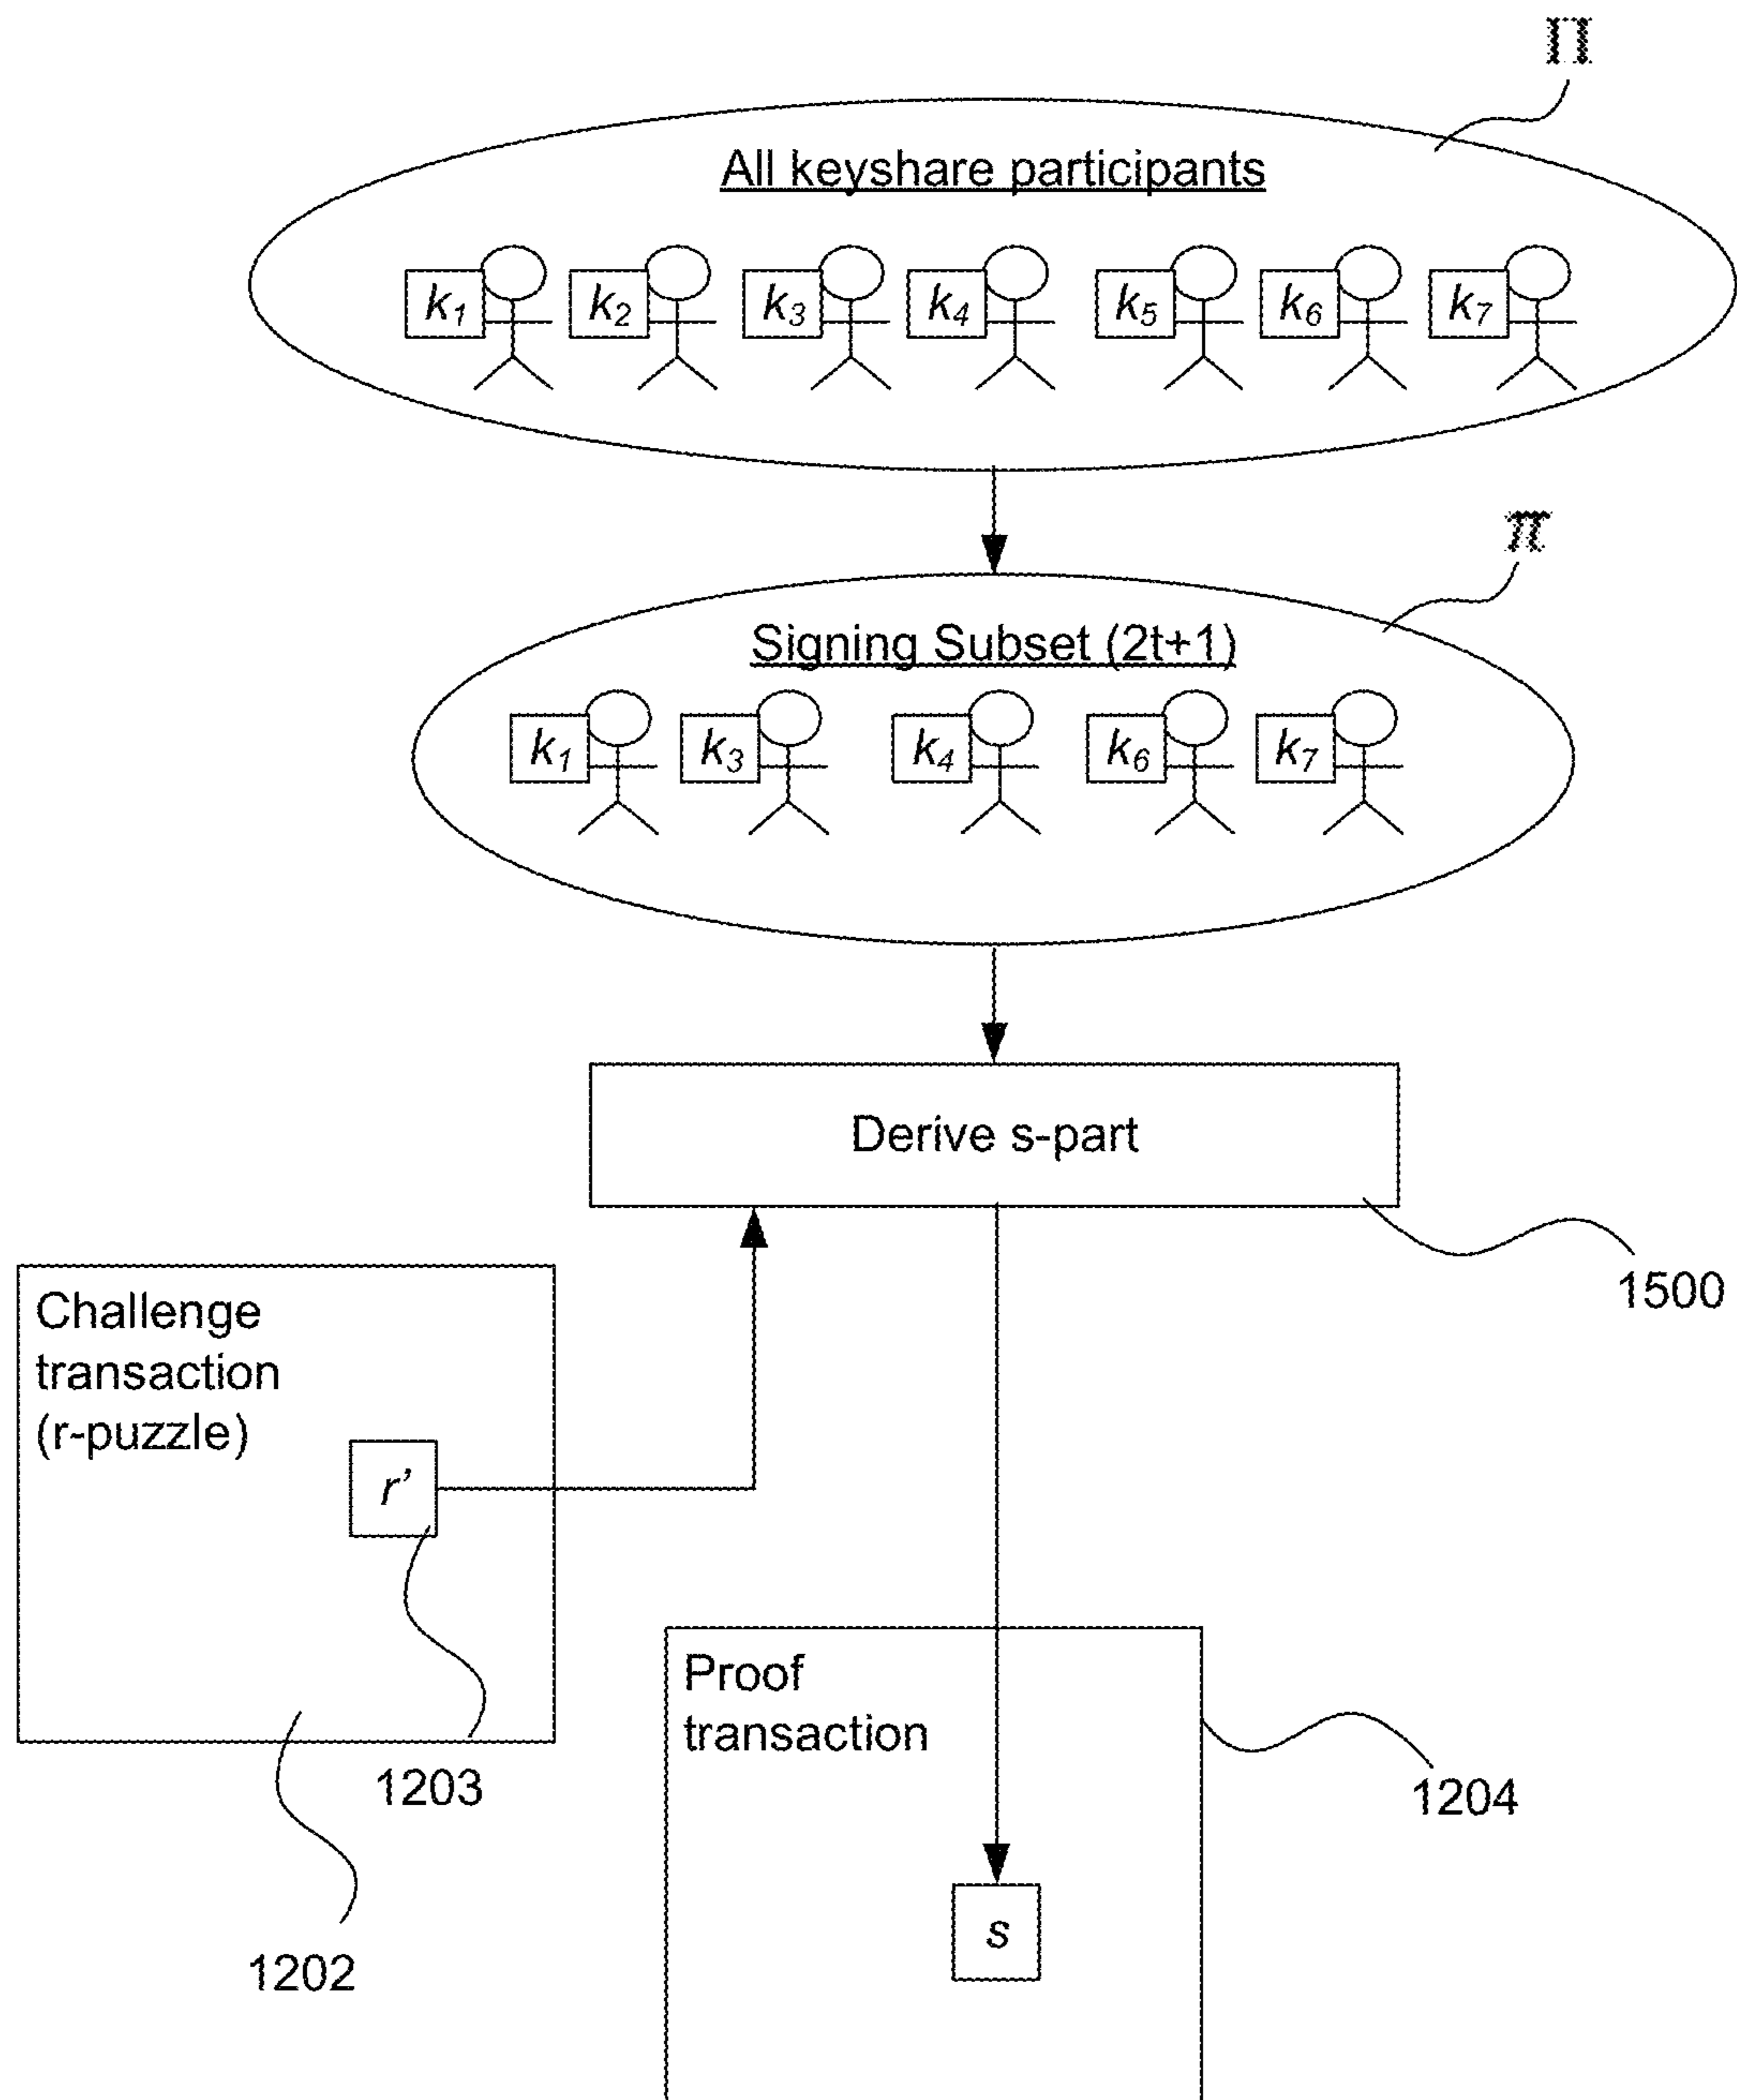 Π
All keyshare participants
k₁ k₂ k₃ k₄ k₅ k₆ k₇
π
Signing Subset (2t+1)
k₁ k₃ k₄ k₆ k₇
Derive s-part
1500
Challenge
transaction
(r-puzzle)
r’
1203
1202
Proof
transaction
1204
s